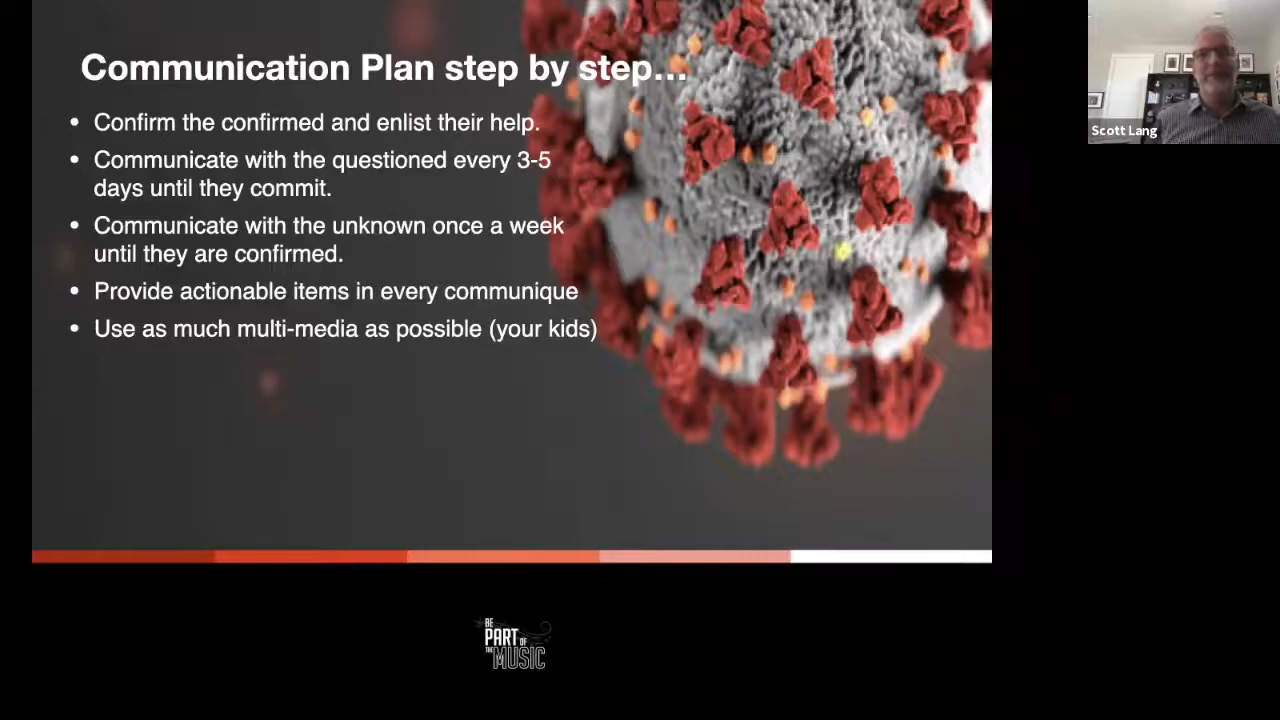 Communication Plan step by step...
• Confirm the confirmed and enlist their help.
• Communicate with the questioned every 3-5
days until they commit.
• Communicate with the unknown once a week
until they are confirmed.
• Provide actionable items in every communique
• Use as much multi-media as possible (your kids)
Scott Lang
BE
PART OF
THE MUSIC